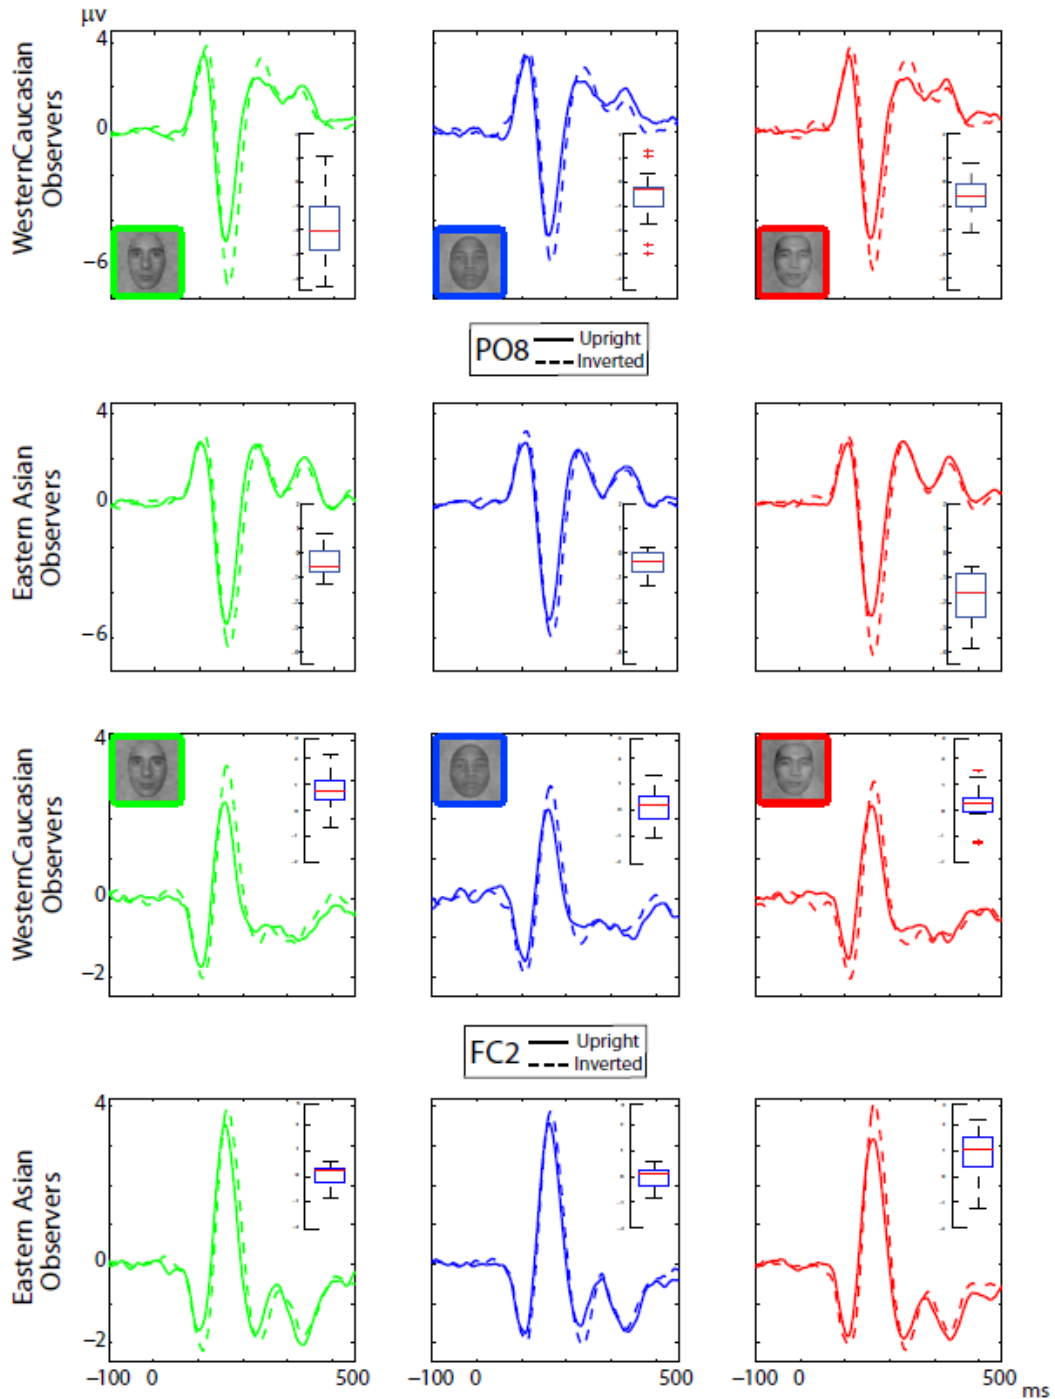 μv
4
0
−6
WesternCaucasian
Observers
PO8 Upright
Inverted
4
0
−6
Eastern Asian
Observers
4
0
−2
WesternCaucasian
Observers
FC2 Upright
Inverted
4
0
−2
Eastern Asian
Observers
−100 0 500 −100 0 500 −100 0 500 ms